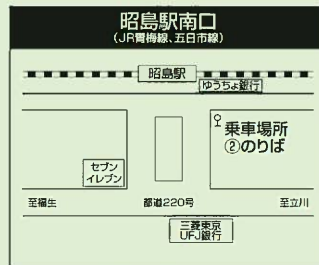 昭島駅南口
(JR青梅線、五日市線)
昭島駅
ゆうちょ銀行
乗車場所
②のりば
セブン
イレブン
至福生
都道220号
至立川
三菱東京
UFJ銀行